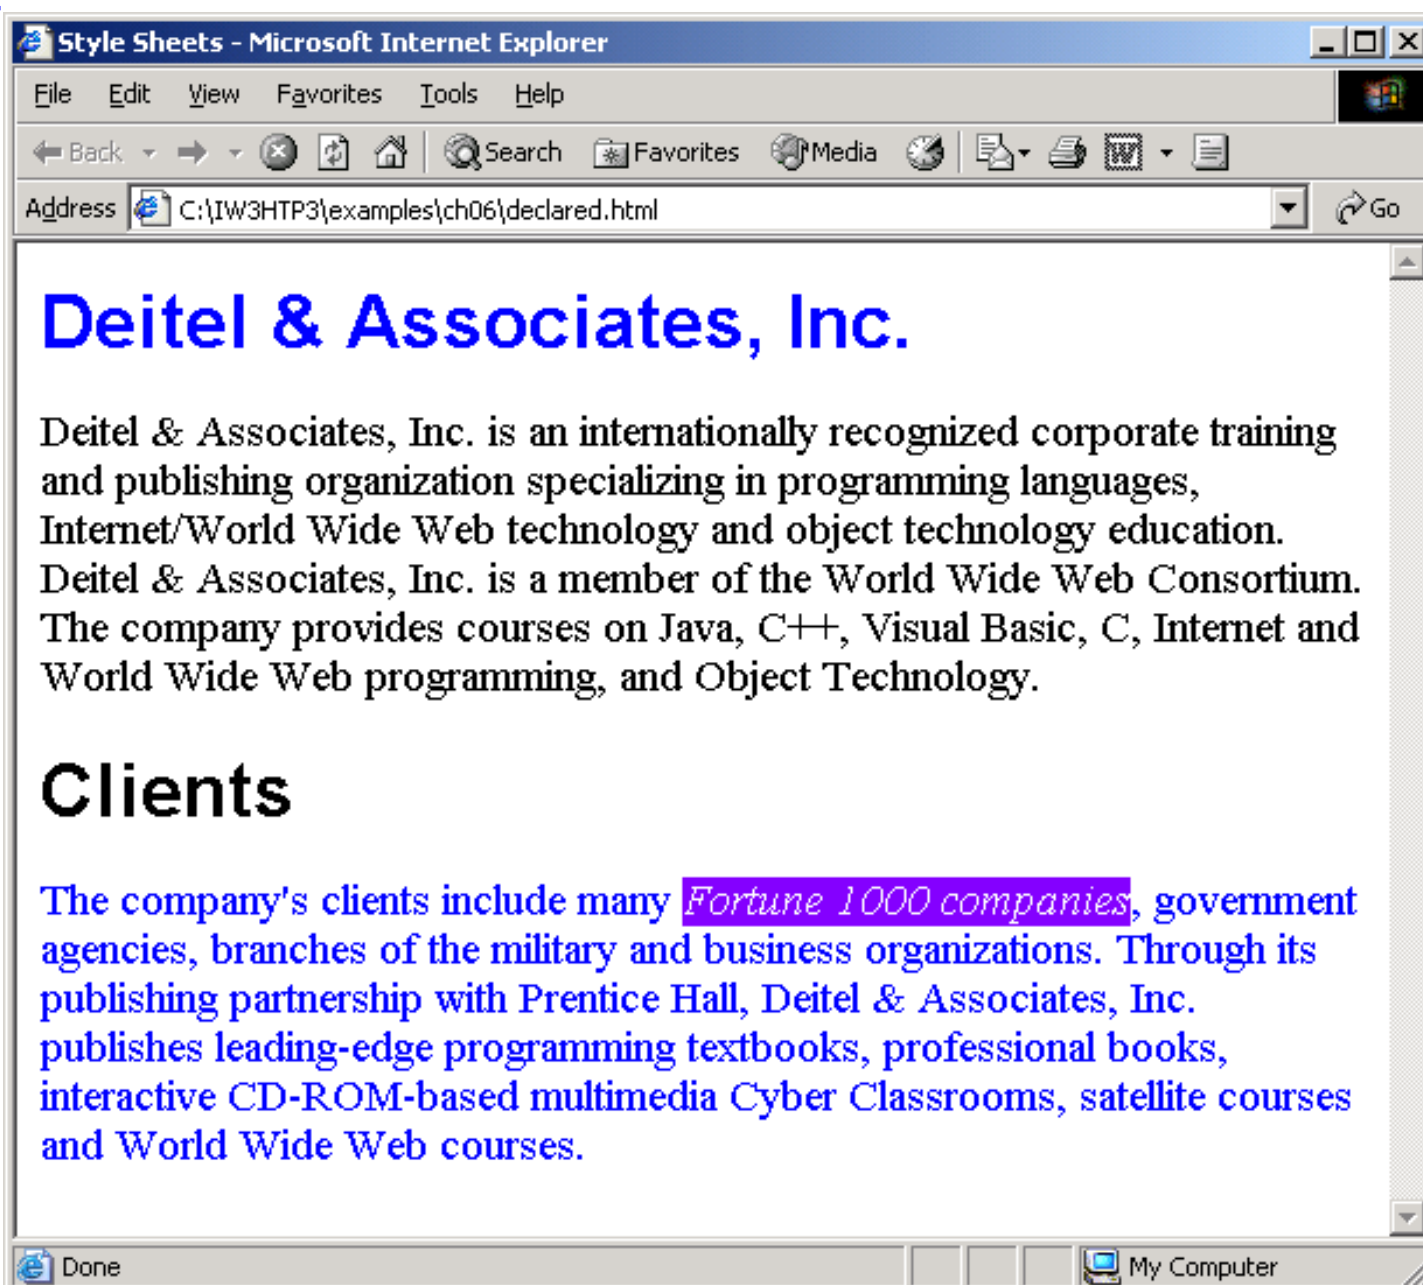 Style Sheets - Microsoft Internet Explorer
File Edit View Favorites Tools Help
Back Search Favorites Media
Address C:\IW3HTP3\examples\ch06\declared.html Go
Deitel & Associates, Inc.
Deitel & Associates, Inc. is an internationally recognized corporate training
and publishing organization specializing in programming languages,
Internet/World Wide Web technology and object technology education.
Deitel & Associates, Inc. is a member of the World Wide Web Consortium.
The company provides courses on Java, C++, Visual Basic, C, Internet and
World Wide Web programming, and Object Technology.
Clients
The company's clients include many Fortune 1000 companies, government
agencies, branches of the military and business organizations. Through its
publishing partnership with Prentice Hall, Deitel & Associates, Inc.
publishes leading-edge programming textbooks, professional books,
interactive CD-ROM-based multimedia Cyber Classrooms, satellite courses
and World Wide Web courses.
Done My Computer